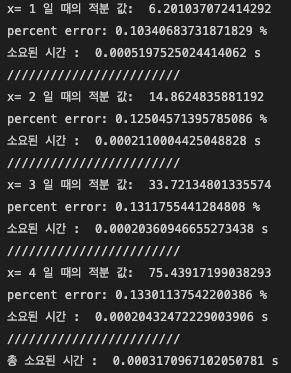 x= 1 일 때의 적분 값:  6.201037072414292
percent error: 0.10340683731871829 %
소요된 시간 :  0.0005197525024414062 s
////////////////////////
x= 2 일 때의 적분 값:  14.8624835881192
percent error: 0.12504571395785086 %
소요된 시간 :  0.0002110004425048828 s
////////////////////////
x= 3 일 때의 적분 값:  33.72134801335574
percent error: 0.1311755441284808 %
소요된 시간 :  0.00020360946655273438 s
////////////////////////
x= 4 일 때의 적분 값:  75.43917199038293
percent error: 0.13301137542200386 %
소요된 시간 :  0.00020432472229003906 s
////////////////////////
총 소요된 시간 :  0.0003170967102050781 s